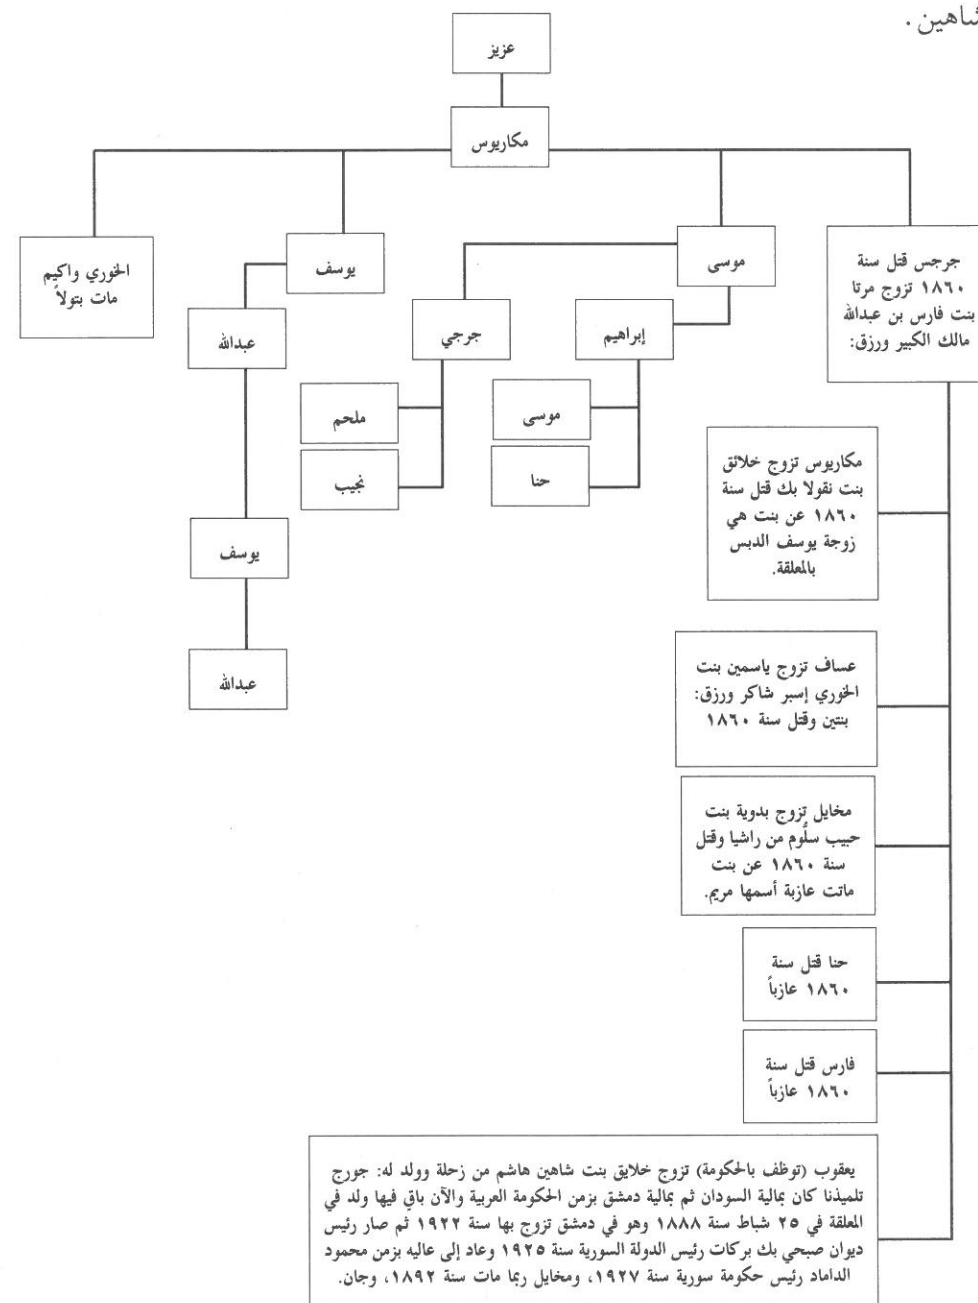 شاهين.
عزيز
مكاريوس
جرجس قتل سنة
١٨٦٠ تزوج مرتا
بنت فارس بن عبدالله
مالك الكبير ورزق:
موسى
يوسف
الخوري واكيم
مات بتولاً
إبراهيم
جرجي
عبدالله
موسى
حنا
ملحم
نجيب
يوسف
عبدالله
مكاريوس تزوج خلائق
بنت نقولا بك قتل سنة
١٨٦٠ عن بنت هي
زوجة يوسف الدبس
بالمعلقة.
عساف تزوج ياسمين بنت
الخوري إسبر شاكر ورزق:
بنتين وقتل سنة ١٨٦٠
مخايل تزوج بدوية بنت
حبيب سلُّوم من راشيا وقتل
سنة ١٨٦٠ عن بنت
ماتت عازبة أسمها مريم.
حنا قتل سنة
١٨٦٠ عازباً
فارس قتل سنة
١٨٦٠ عازباً
يعقوب (توظف بالحكومة) تزوج خلايق بنت شاهين هاشم من زحلة وولد له: جورج
تلميذنا كان بمالية السودان ثم بمالية دمشق بزمن الحكومة العربية والآن باقٍ فيها ولد في
المعلقة في ٢٥ شباط سنة ١٨٨٨ وهو في دمشق تزوج بها سنة ١٩٢٢ ثم صار رئيس
ديوان صبحي بك بركات رئيس الدولة السورية سنة ١٩٢٥ وعاد إلى عاليه بزمن محمود
الداماد رئيس حكومة سورية سنة ١٩٢٧، ومخايل ربما مات سنة ١٨٩٢، وجان.